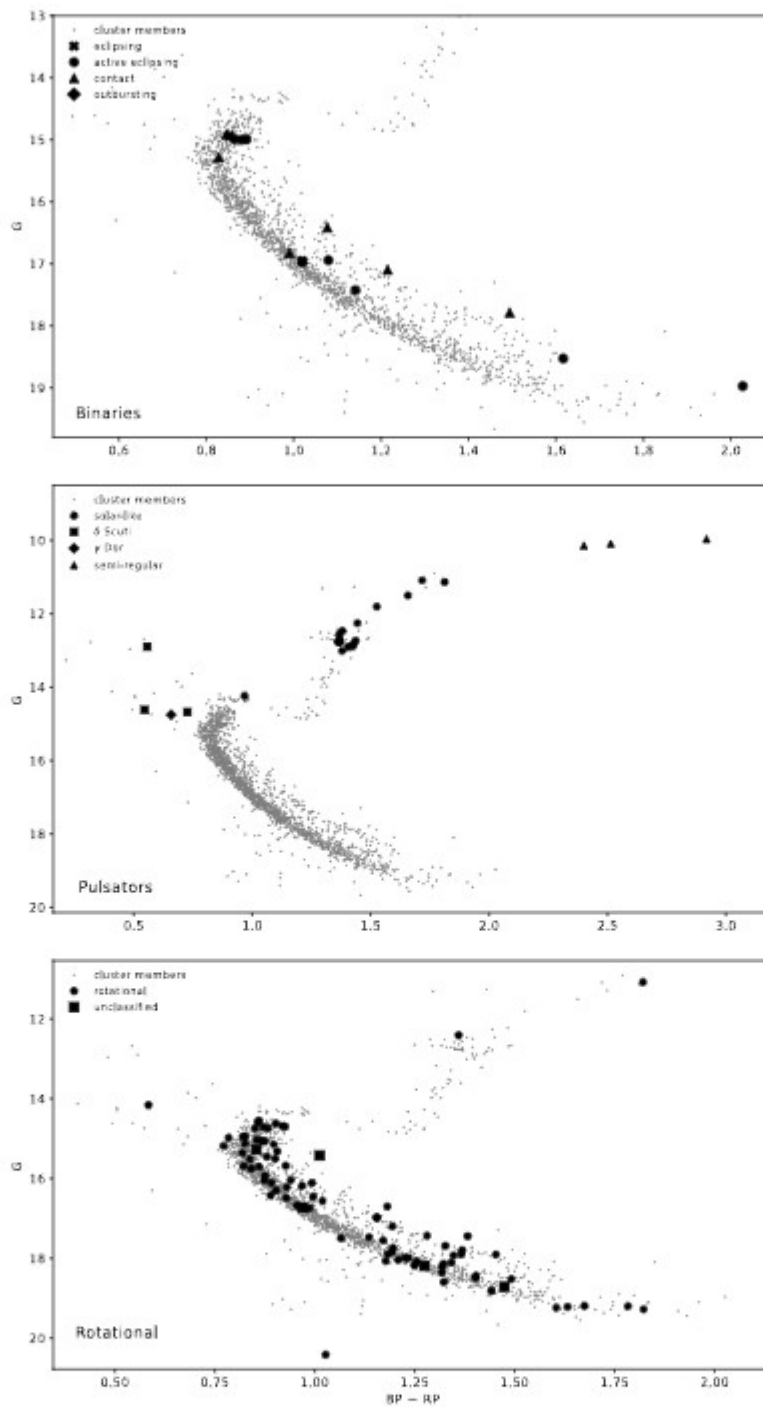 13
14
15
16
17
18
19
G
cluster members
eclipsing
active eclipsing
contact
outbursting
Binaries
0.6 0.8 1.0 1.2 1.4 1.6 1.8 2.0
10
12
14
16
18
20
G
cluster members
solar-like
δ Scuti
γ Dor
semi-regular
Pulsators
0.5 1.0 1.5 2.0 2.5 3.0
12
14
16
18
20
G
cluster members
rotational
unclassified
Rotational
0.50 0.75 1.00 1.25 1.50 1.75 2.00
BP − RP